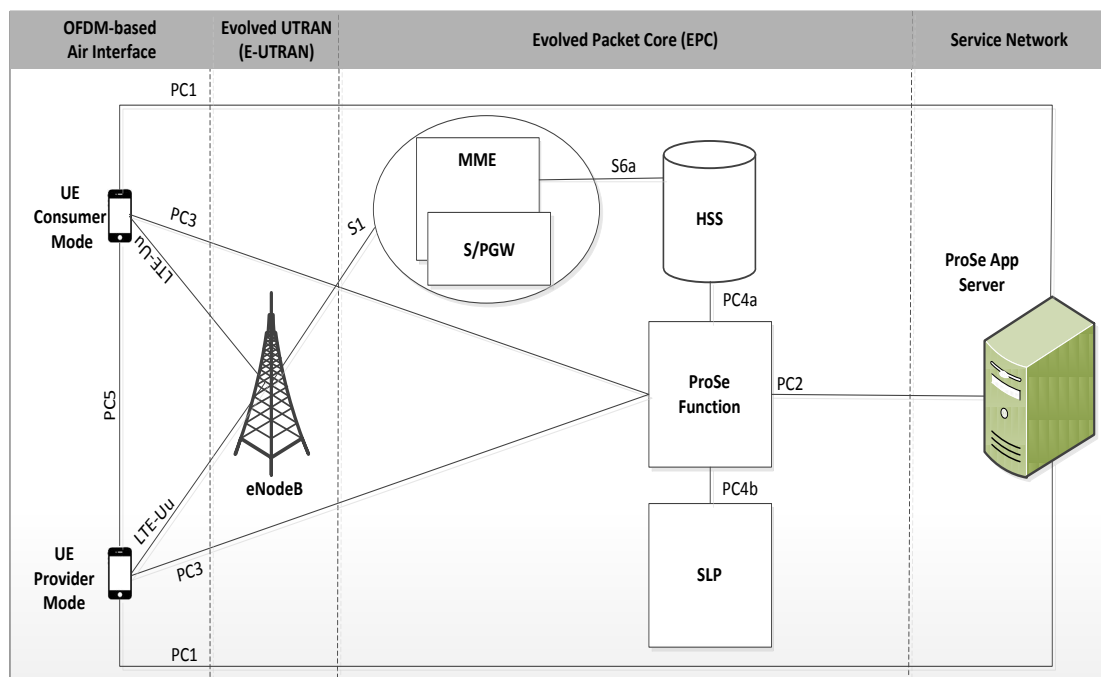 OFDM-based
Air Interface
Evolved UTRAN
(E-UTRAN)
Evolved Packet Core (EPC)
Service Network
PC1
MME
S6a
UE
Consumer
Mode
PC3
S1
HSS
S/PGW
LTE-Uu
ProSe App
Server
PC4a
PC5
ProSe
Function
PC2
eNodeB
PC4b
LTE-Uu
UE
Provider
Mode
PC3
SLP
PC1